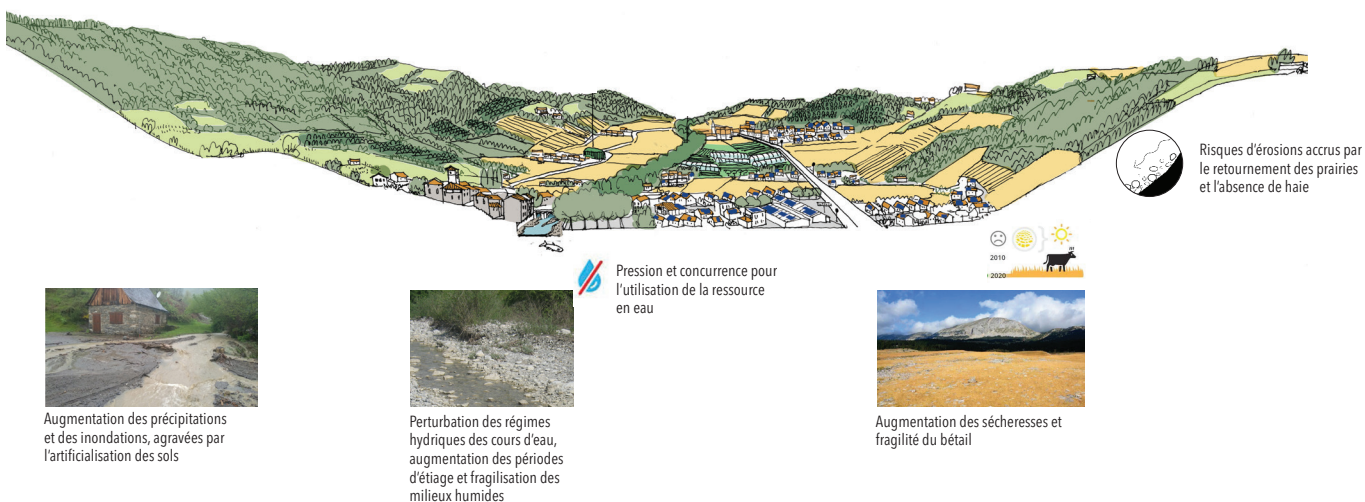 Risques d'érosions accrus par
le retournement des prairies
et l'absence de haie
2010
2020
Pression et concurrence pour
l'utilisation de la ressource
en eau
Augmentation des précipitations
et des inondations, agravées par
l'artificialisation des sols
Perturbation des régimes
hydriques des cours d'eau,
augmentation des périodes
d'étiage et fragilisation des
milieux humides
Augmentation des sécheresses et
fragilité du bétail